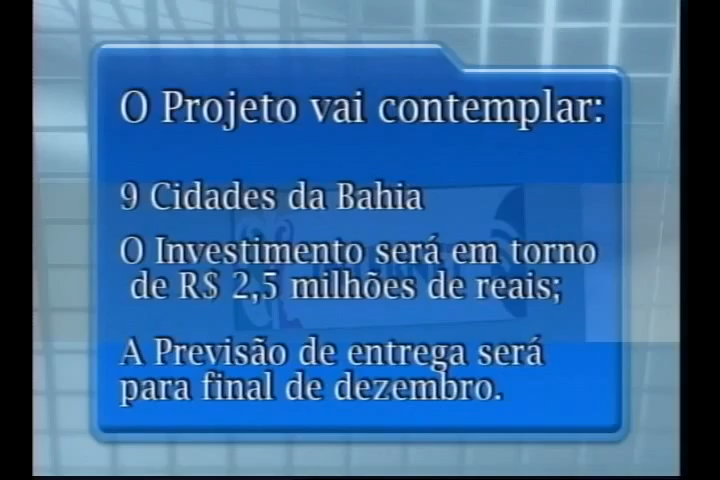 O Projeto vai contemplar:
9 Cidades da Bahia
O Investimento será em torno
de R$ 2,5 milhões de reais;
A Previsão de entrega será
para final de dezembro.